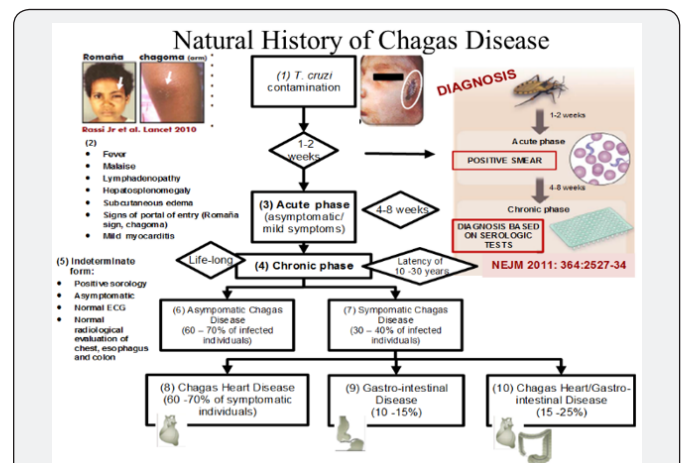 Natural History of Chagas Disease
Romaña
chagoma (arm)
Rassi Jr et al. Lancet 2010
(1) T. cruzi
contamination
DIAGNOSIS
1-2 weeks
Acute phase
POSITIVE SMEAR
4-8 weeks
Chronic phase
DIAGNOSIS BASED
ON SEROLOGIC
TESTS
NEJM 2011: 364:2527-34
1-2
weeks
(2)
• Fever
• Malaise
• Lymphadenopathy
• Hepatosplenomegaly
• Subcutaneous edema
• Signs of portal of entry (Romaña
sign, chagoma)
• Mild myocarditis
(3) Acute phase
(asymptomatic/
mild symptoms)
4-8 weeks
Life-long
(4) Chronic phase
Latency of
10 -30 years
(5) Indeterminate
form:
• Positive sorology
• Asymptomatic
• Normal ECG
• Normal
radiological
evaluation of
chest, esophagus
and colon
(6) Asympomatic Chagas
Disease
(60 – 70% of infected
individuals)
(7) Sympomatic Chagas
Disease
(30 – 40% of infected
individuals)
(8) Chagas Heart Disease
(60 -70% of symptomatic
individuals)
(9) Gastro-intestinal
Disease
(10 -15%)
(10) Chagas Heart/Gastro-
intestinal Disease
(15 -25%)